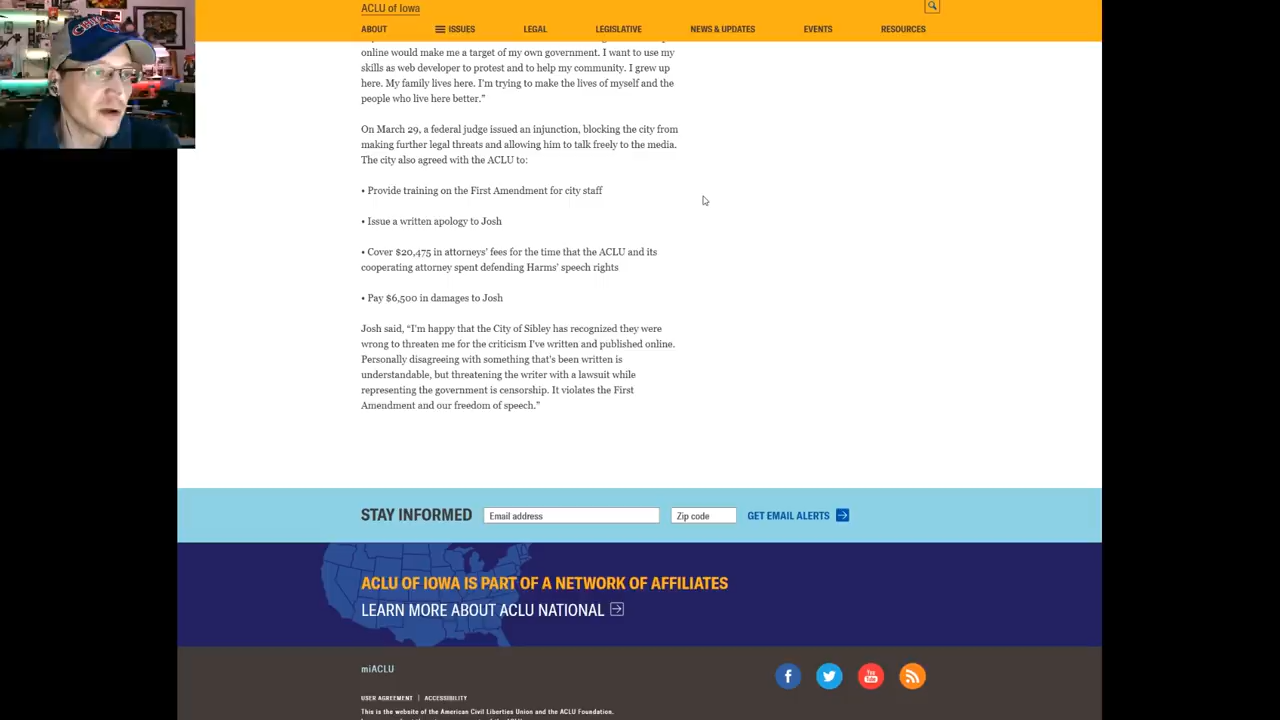 ACLU of Iowa
ABOUT
ISSUES
LEGAL
LEGISLATIVE
NEWS & UPDATES
EVENTS
RESOURCES
online would make me a target of my own government. I want to use my
skills as web developer to protest and to help my community. I grew up
here. My family lives here. I'm trying to make the lives of myself and the
people who live here better.”
On March 29, a federal judge issued an injunction, blocking the city from
making further legal threats and allowing him to talk freely to the media.
The city also agreed with the ACLU to:
• Provide training on the First Amendment for city staff
• Issue a written apology to Josh
• Cover $20,475 in attorneys' fees for the time that the ACLU and its
cooperating attorney spent defending Harms' speech rights
• Pay $6,500 in damages to Josh
Josh said, “I'm happy that the City of Sibley has recognized they were
wrong to threaten me for the criticism I've written and published online.
Personally disagreeing with something that's been written is
understandable, but threatening the writer with a lawsuit while
representing the government is censorship. It violates the First
Amendment and our freedom of speech.”
STAY INFORMED
Email address
Zip code
GET EMAIL ALERTS
ACLU OF IOWA IS PART OF A NETWORK OF AFFILIATES
LEARN MORE ABOUT ACLU NATIONAL
miACLU
USER AGREEMENT | ACCESSIBILITY
This is the website of the American Civil Liberties Union and the ACLU Foundation.